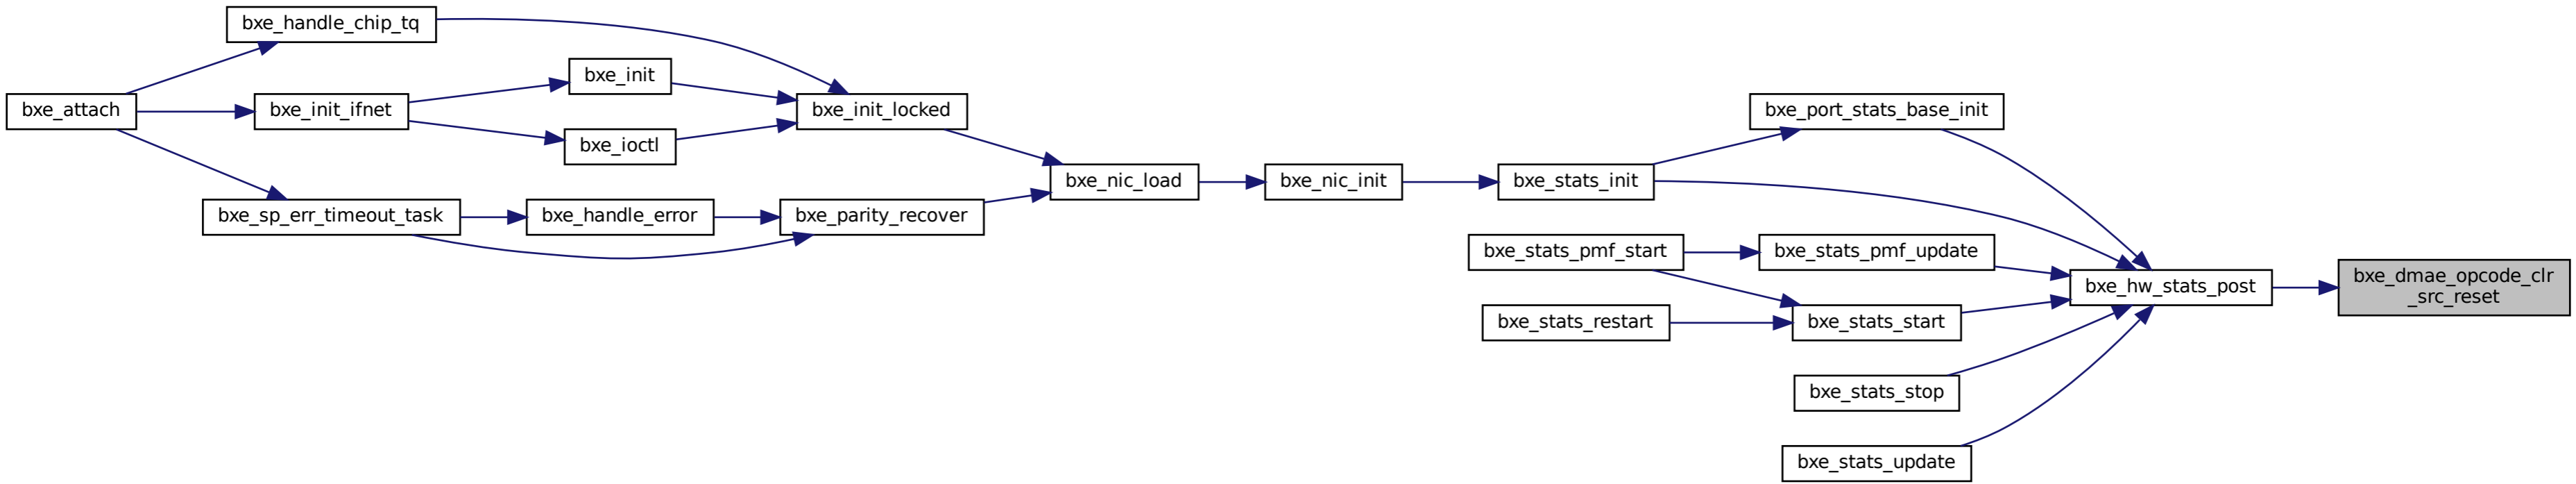 bxe_handle_chip_tq
bxe_init
bxe_attach
bxe_init_ifnet
bxe_init_locked
bxe_port_stats_base_init
bxe_ioctl
bxe_nic_load
bxe_nic_init
bxe_stats_init
bxe_sp_err_timeout_task
bxe_handle_error
bxe_parity_recover
bxe_stats_pmf_start
bxe_stats_pmf_update
bxe_hw_stats_post
bxe_dmae_opcode_clr
_src_reset
bxe_stats_restart
bxe_stats_start
bxe_stats_stop
bxe_stats_update